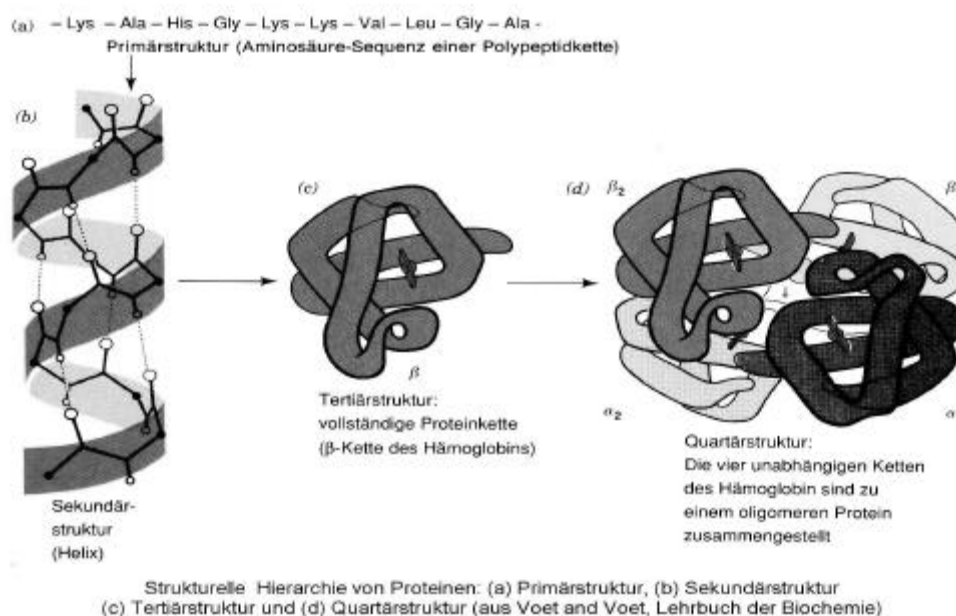 (a) – Lys – Ala – His – Gly – Lys – Lys – Val – Leu – Gly – Ala -
Primärstruktur (Aminosäure-Sequenz einer Polypeptidkette)
(b)
Sekundär-
struktur
(Helix)
(c)
β
Tertiärstruktur:
vollständige Proteinkette
(β-Kette des Hämoglobins)
(d)
β₂
β
α₂
α
Quartärstruktur:
Die vier unabhängigen Ketten
des Hämoglobin sind zu
einem oligomeren Protein
zusammengestellt
Strukturelle Hierarchie von Proteinen: (a) Primärstruktur, (b) Sekundärstruktur
(c) Tertiärstruktur und (d) Quartärstruktur (aus Voet and Voet, Lehrbuch der Biochemie)